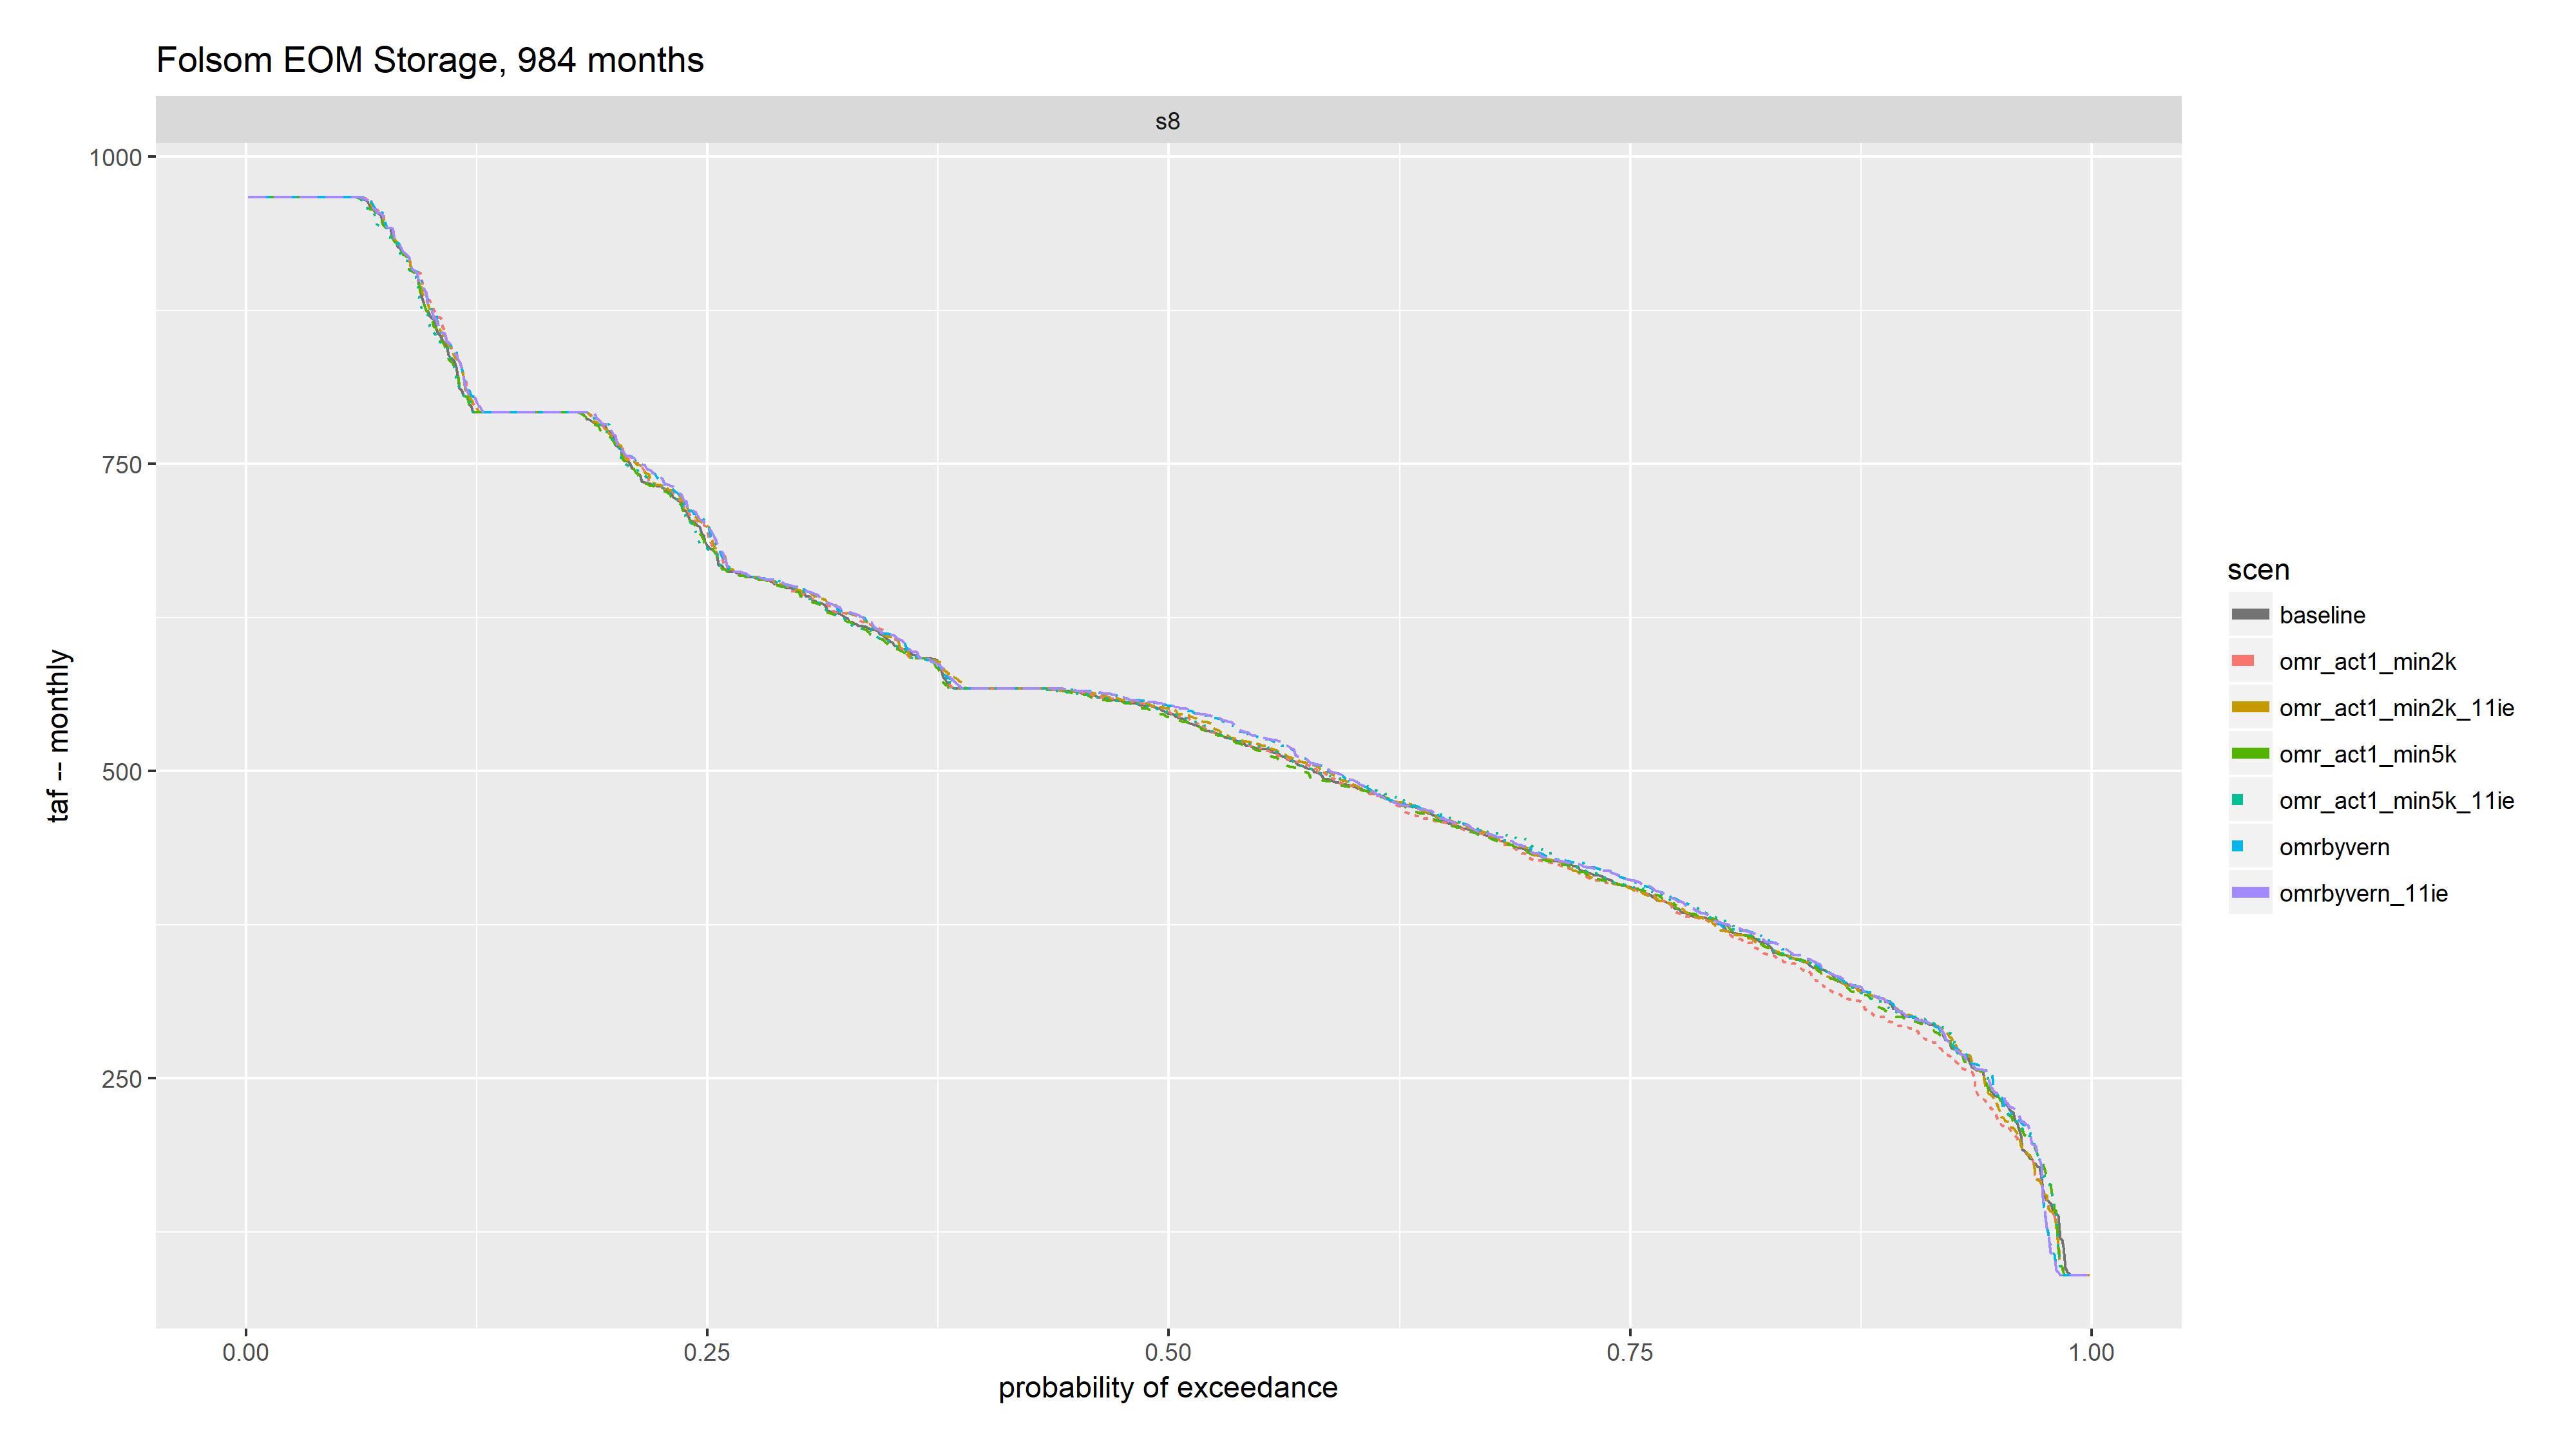 Folsom EOM Storage, 984 months
s8
1000
750
500
250
taf -- monthly
0.00 0.25 0.50 0.75 1.00
probability of exceedance
scen
baseline
omr_act1_min2k
omr_act1_min2k_11ie
omr_act1_min5k
omr_act1_min5k_11ie
omrbyvern
omrbyvern_11ie